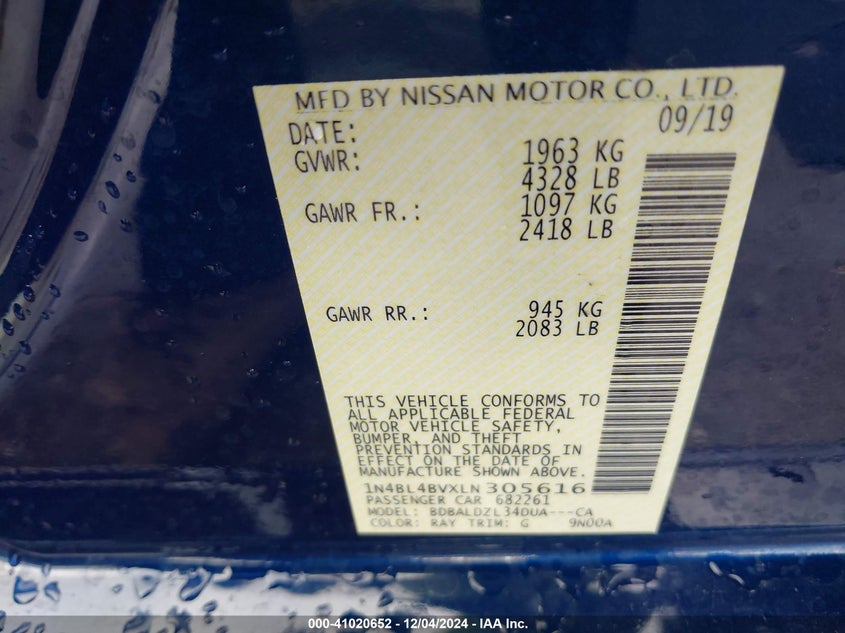 MFD BY NISSAN MOTOR CO., LTD.
DATE: 09/19
GVWR: 1963 KG
4328 LB
GAWR FR.: 1097 KG
2418 LB
GAWR RR.: 945 KG
2083 LB
THIS VEHICLE CONFORMS TO
ALL APPLICABLE FEDERAL
MOTOR VEHICLE SAFETY,
BUMPER, AND THEFT
PREVENTION STANDARDS IN
EFFECT ON THE DATE OF
MANUFACTURE SHOWN ABOVE.
1N4BL4BVXLN305616
PASSENGER CAR 682261
MODEL: BDBALDZL34DUA---CA
COLOR: RAY TRIM: G 9N00A
000-41020652 - 12/04/2024 - IAA Inc.